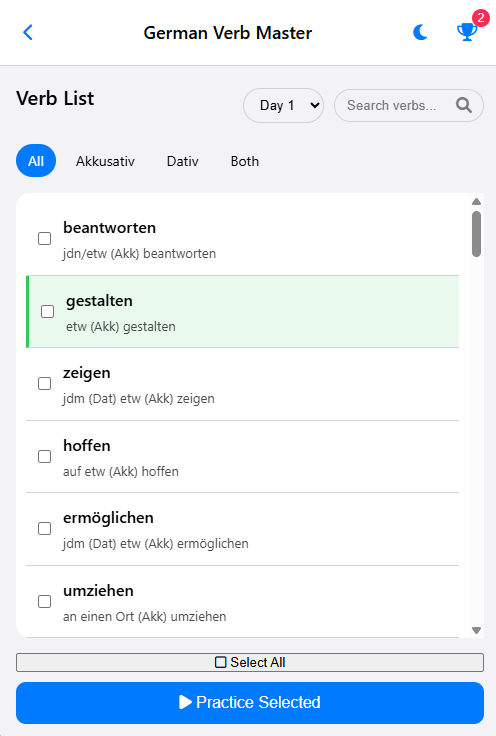 German Verb Master
2
Verb List
Day 1
Search verbs...
All
Akkusativ
Dativ
Both
beantworten
jdn/etw (Akk) beantworten
gestalten
etw (Akk) gestalten
zeigen
jdm (Dat) etw (Akk) zeigen
hoffen
auf etw (Akk) hoffen
ermöglichen
jdm (Dat) etw (Akk) ermöglichen
umziehen
an einen Ort (Akk) umziehen
Select All
Practice Selected